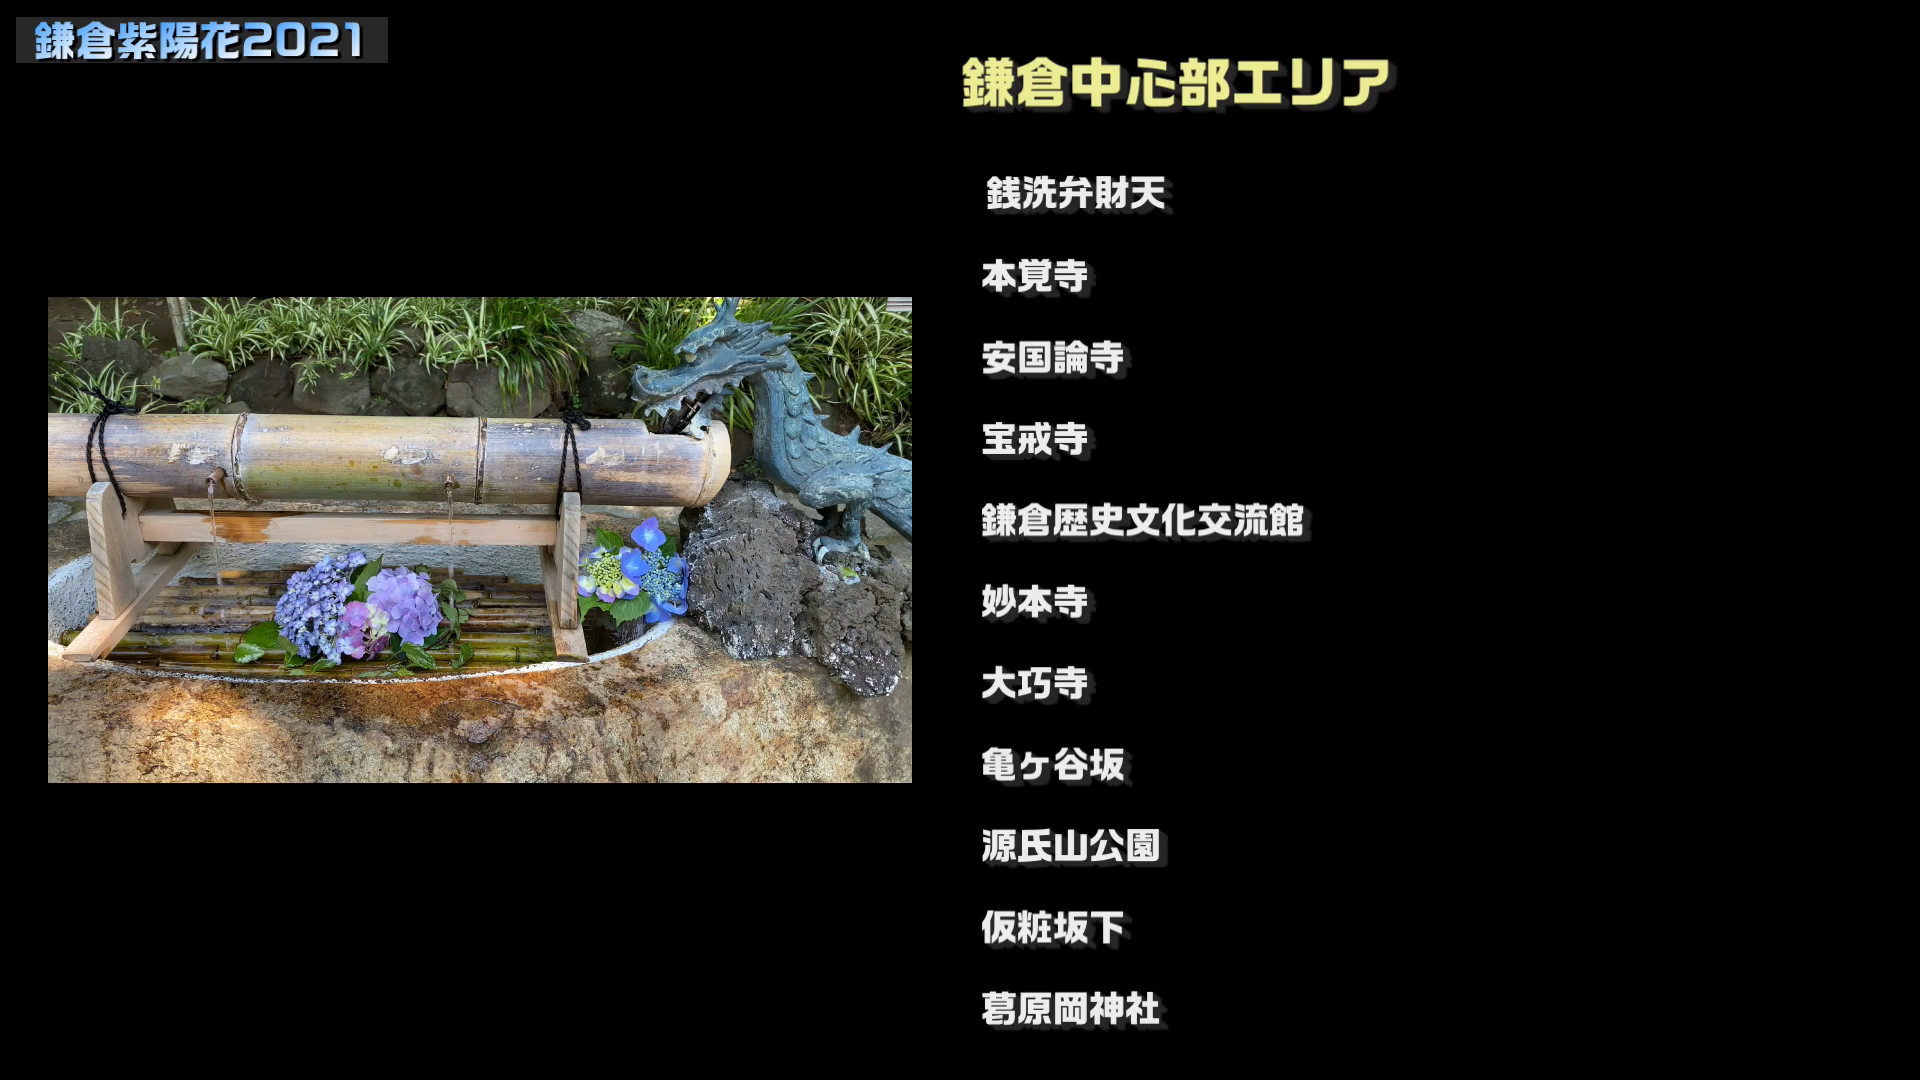 鎌倉紫陽花2021
鎌倉中心部エリア
銭洗弁財天
本覚寺
安国論寺
宝戒寺
鎌倉歴史文化交流館
妙本寺
大巧寺
亀ヶ谷坂
源氏山公園
仮粧坂下
葛原岡神社